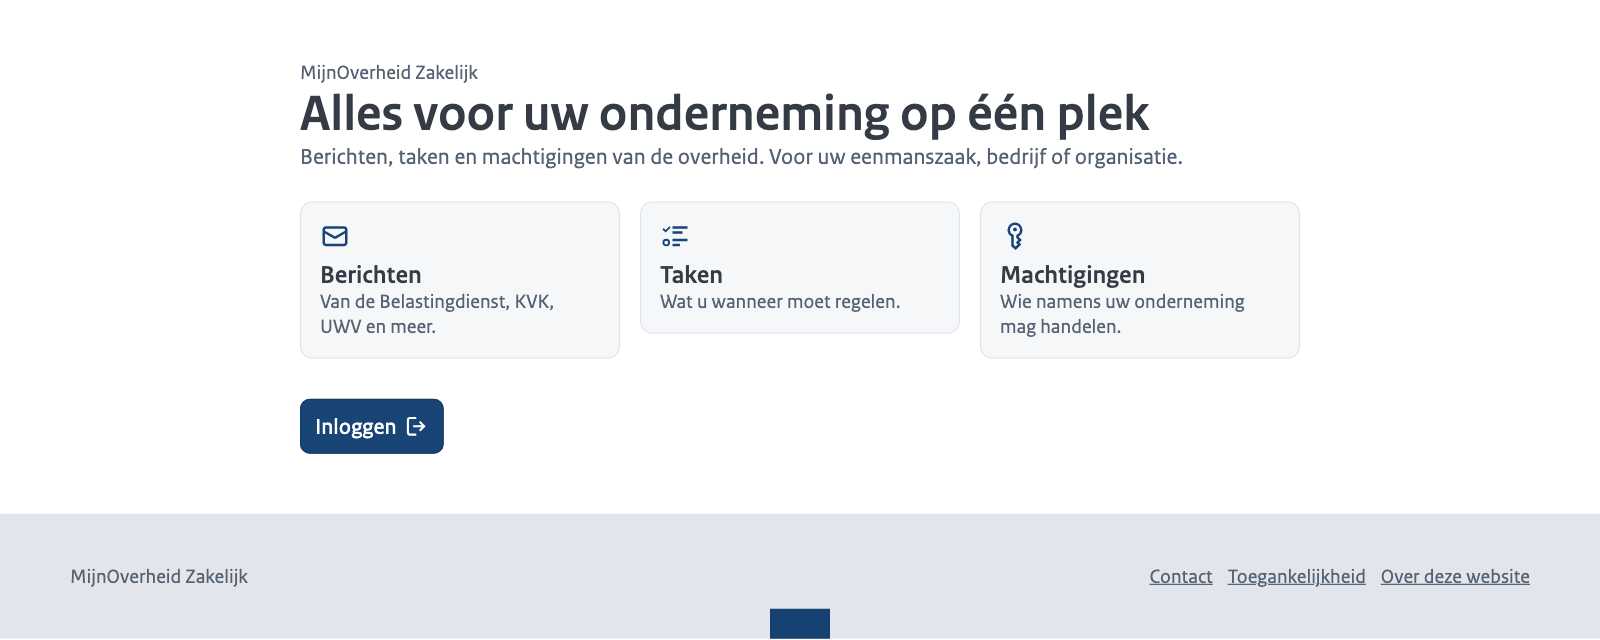 MijnOverheid Zakelijk
Alles voor uw onderneming op één plek
Berichten, taken en machtigingen van de overheid. Voor uw eenmanszaak, bedrijf of organisatie.
Berichten
Van de Belastingdienst, KVK,
UWV en meer.
Taken
Wat u wanneer moet regelen.
Machtigingen
Wie namens uw onderneming
mag handelen.
Inloggen
MijnOverheid Zakelijk
Contact Toegankelijkheid Over deze website